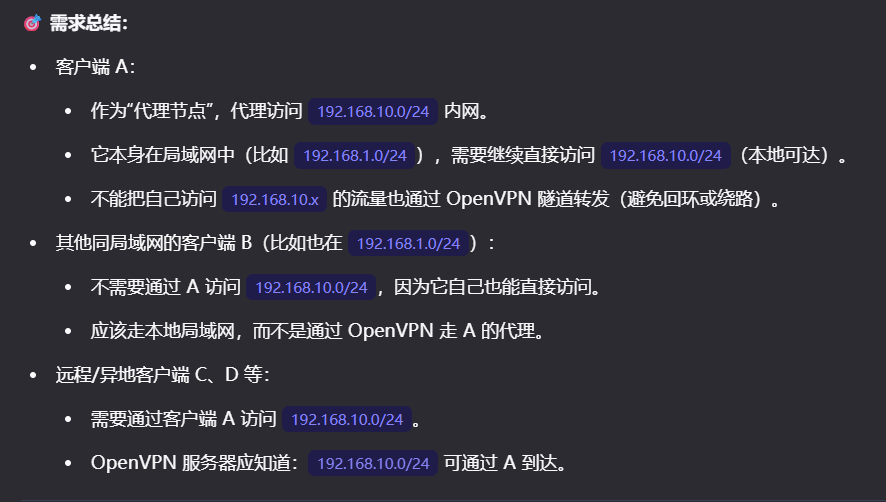 🎯 需求总结：
• 客户端 A：
• 作为“代理节点”，代理访问 192.168.10.0/24 内网。
• 它本身在局域网中（比如 192.168.1.0/24），需要继续直接访问 192.168.10.0/24（本地可达）。
• 不能把自己访问 192.168.10.x 的流量也通过 OpenVPN 隧道转发（避免回环或绕路）。
• 其他同局域网的客户端 B（比如也在 192.168.1.0/24）：
• 不需要通过 A 访问 192.168.10.0/24，因为它自己也能直接访问。
• 应该走本地局域网，而不是通过 OpenVPN 走 A 的代理。
• 远程/异地客户端 C、D 等：
• 需要通过客户端 A 访问 192.168.10.0/24。
• OpenVPN 服务器应知道：192.168.10.0/24 可通过 A 到达。